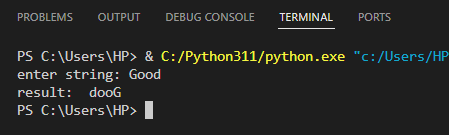 PROBLEMS OUTPUT DEBUG CONSOLE TERMINAL PORTS
PS C:\Users\HP> & C:/Python311/python.exe "c:/Users/HP
enter string: Good
result:  dooG
PS C:\Users\HP>